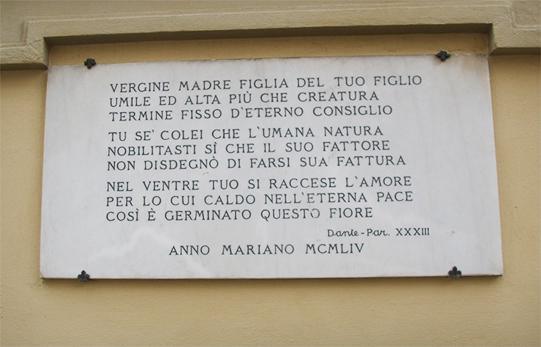 VERGINE MADRE FIGLIA DEL TUO FIGLIO
UMILE ED ALTA PIÙ CHE CREATURA
TERMINE FISSO D'ETERNO CONSIGLIO
TU SE' COLEI CHE L'UMANA NATURA
NOBILITASTI SÌ CHE IL SUO FATTORE
NON DISDEGNÒ DI FARSI SUA FATTURA
NEL VENTRE TUO SI RACCESE L'AMORE
PER LO CUI CALDO NELL'ETERNA PACE
COSÌ È GERMINATO QUESTO FIORE
Dante-Par. XXXIII
ANNO MARIANO MCMLIV